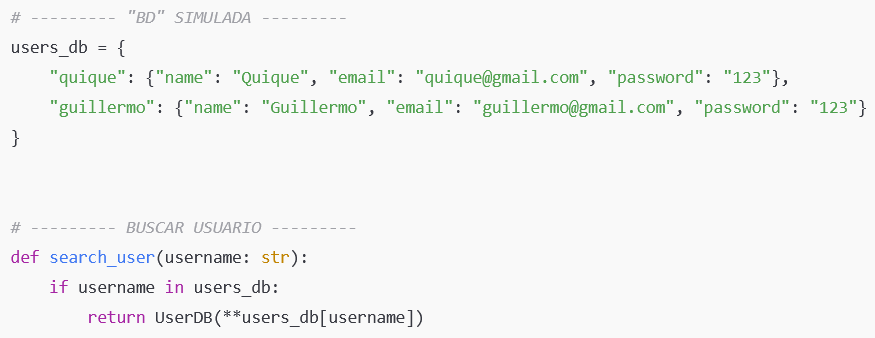 # --------- "BD" SIMULADA ---------
users_db = {
    "quique": {"name": "Quique", "email": "quique@gmail.com", "password": "123"},
    "guillermo": {"name": "Guillermo", "email": "guillermo@gmail.com", "password": "123"}
}
# --------- BUSCAR USUARIO ---------
def search_user(username: str):
    if username in users_db:
        return UserDB(**users_db[username])